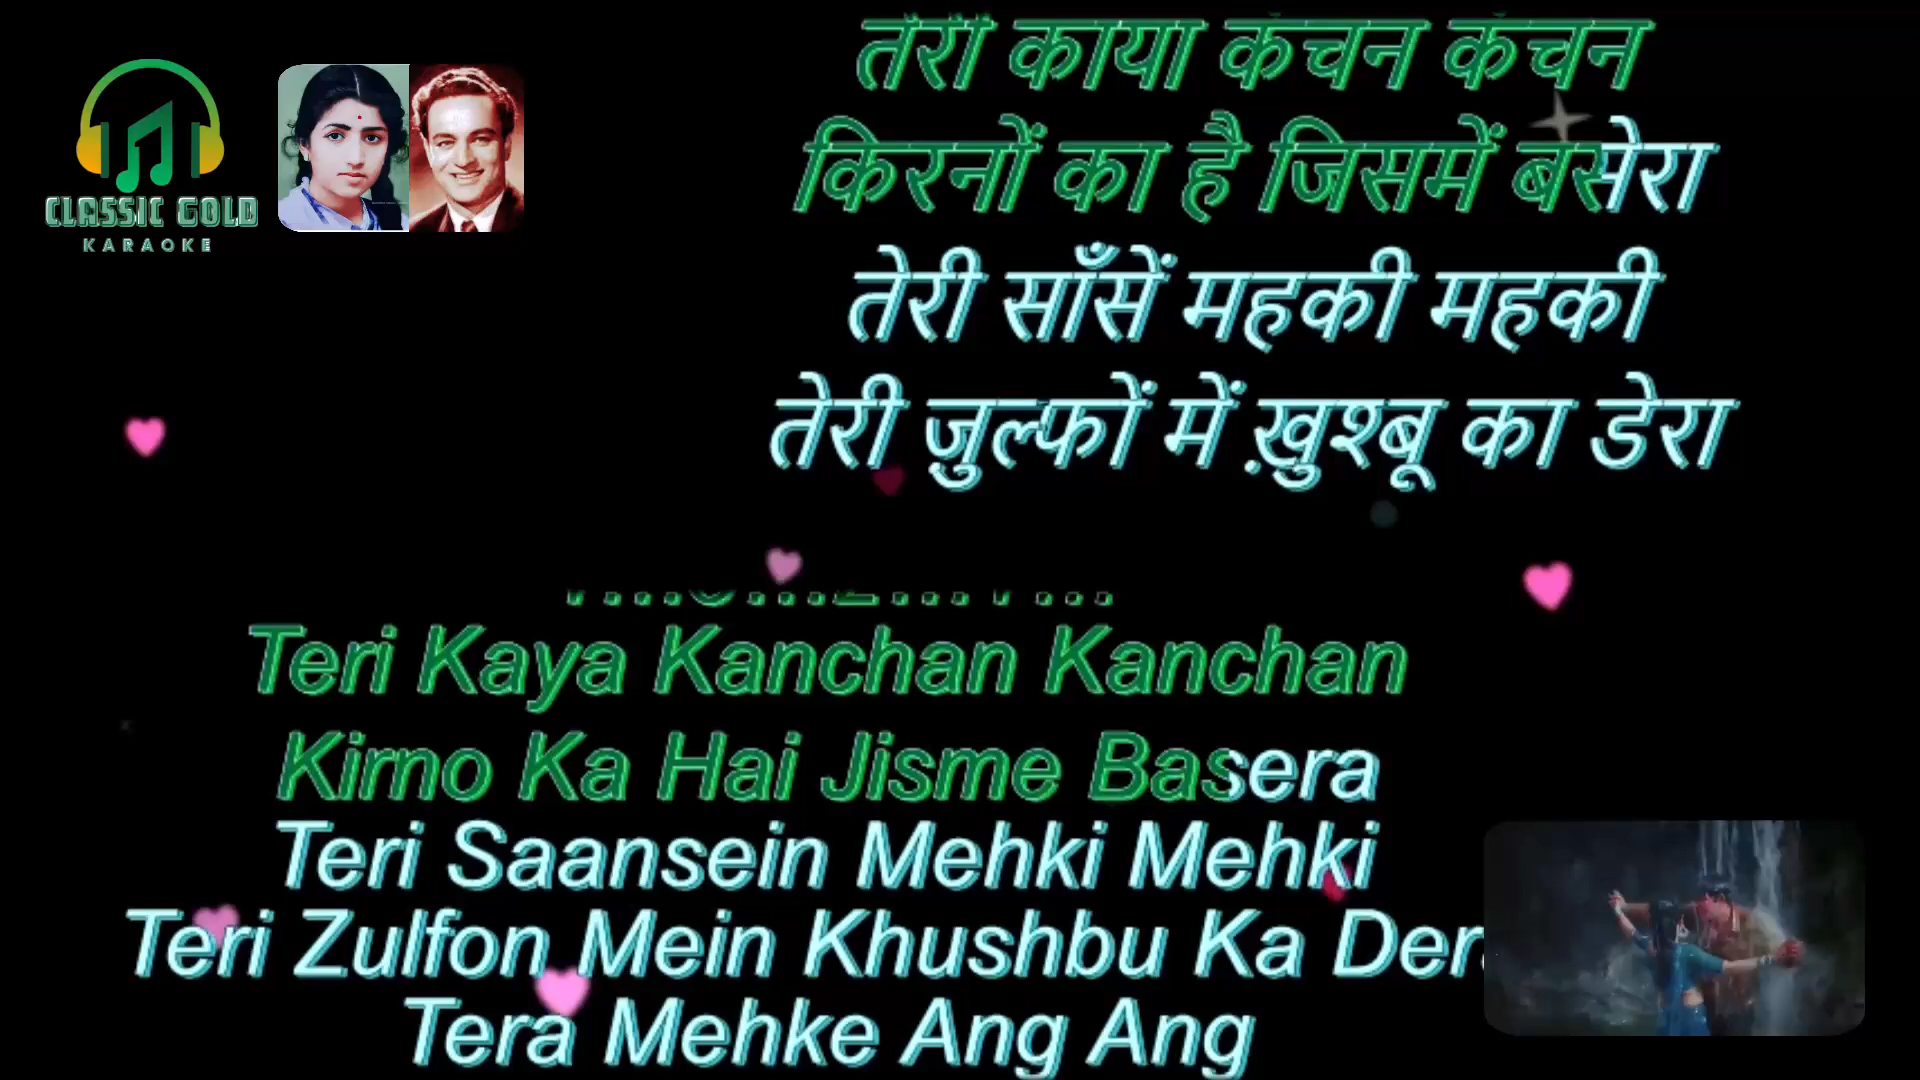 CLASSIC GOLD
KARAOKE
तेरी काया कंचन कंचन
किरनों का है जिसमें बसेरा
तेरी साँसें महकी महकी
तेरी जुल्फों में ख़ुश्बू का डेरा
Teri Kaya Kanchan Kanchan
Kirno Ka Hai Jisme Basera
Teri Saansein Mehki Mehki
Teri Zulfon Mein Khushbu Ka Der
Tera Mehke Ang Ang